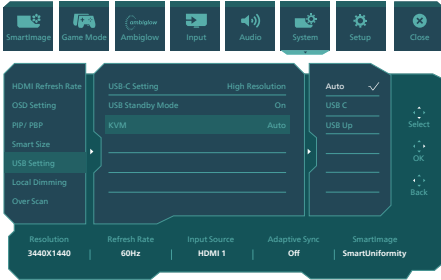 SmartImage
Game Mode
ambiglow
Ambiglow
Input
Audio
System
Setup
Close
HDMI Refresh Rate
OSD Setting
PIP/ PBP
Smart Size
USB Setting
Local Dimming
Over Scan
USB-C Setting High Resolution
USB Standby Mode On
KVM Auto
Auto
USB C
USB Up
Select
OK
Back
Resolution Refresh Rate Input Source Adaptive Sync SmartImage
3440X1440 | 60Hz | HDMI 1 | Off | SmartUniformity